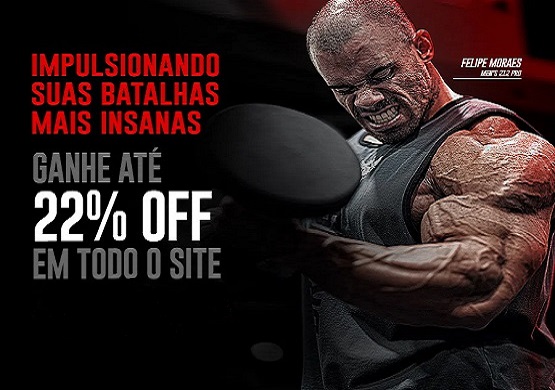 IMPULSIONANDO
SUAS BATALHAS
MAIS INSANAS
GANHE ATÉ
22% OFF
EM TODO O SITE
FELIPE MORAES
MEN'S 212 PRO